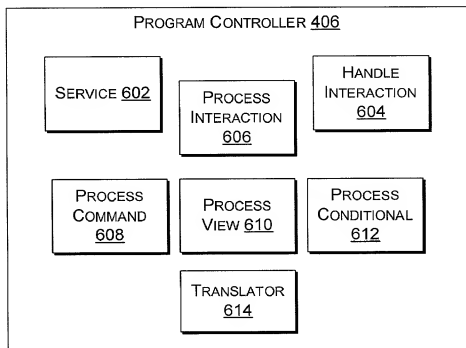 PROGRAM CONTROLLER 406
SERVICE 602
PROCESS
INTERACTION
606
HANDLE
INTERACTION
604
PROCESS
COMMAND
608
PROCESS
VIEW 610
PROCESS
CONDITIONAL
612
TRANSLATOR
614